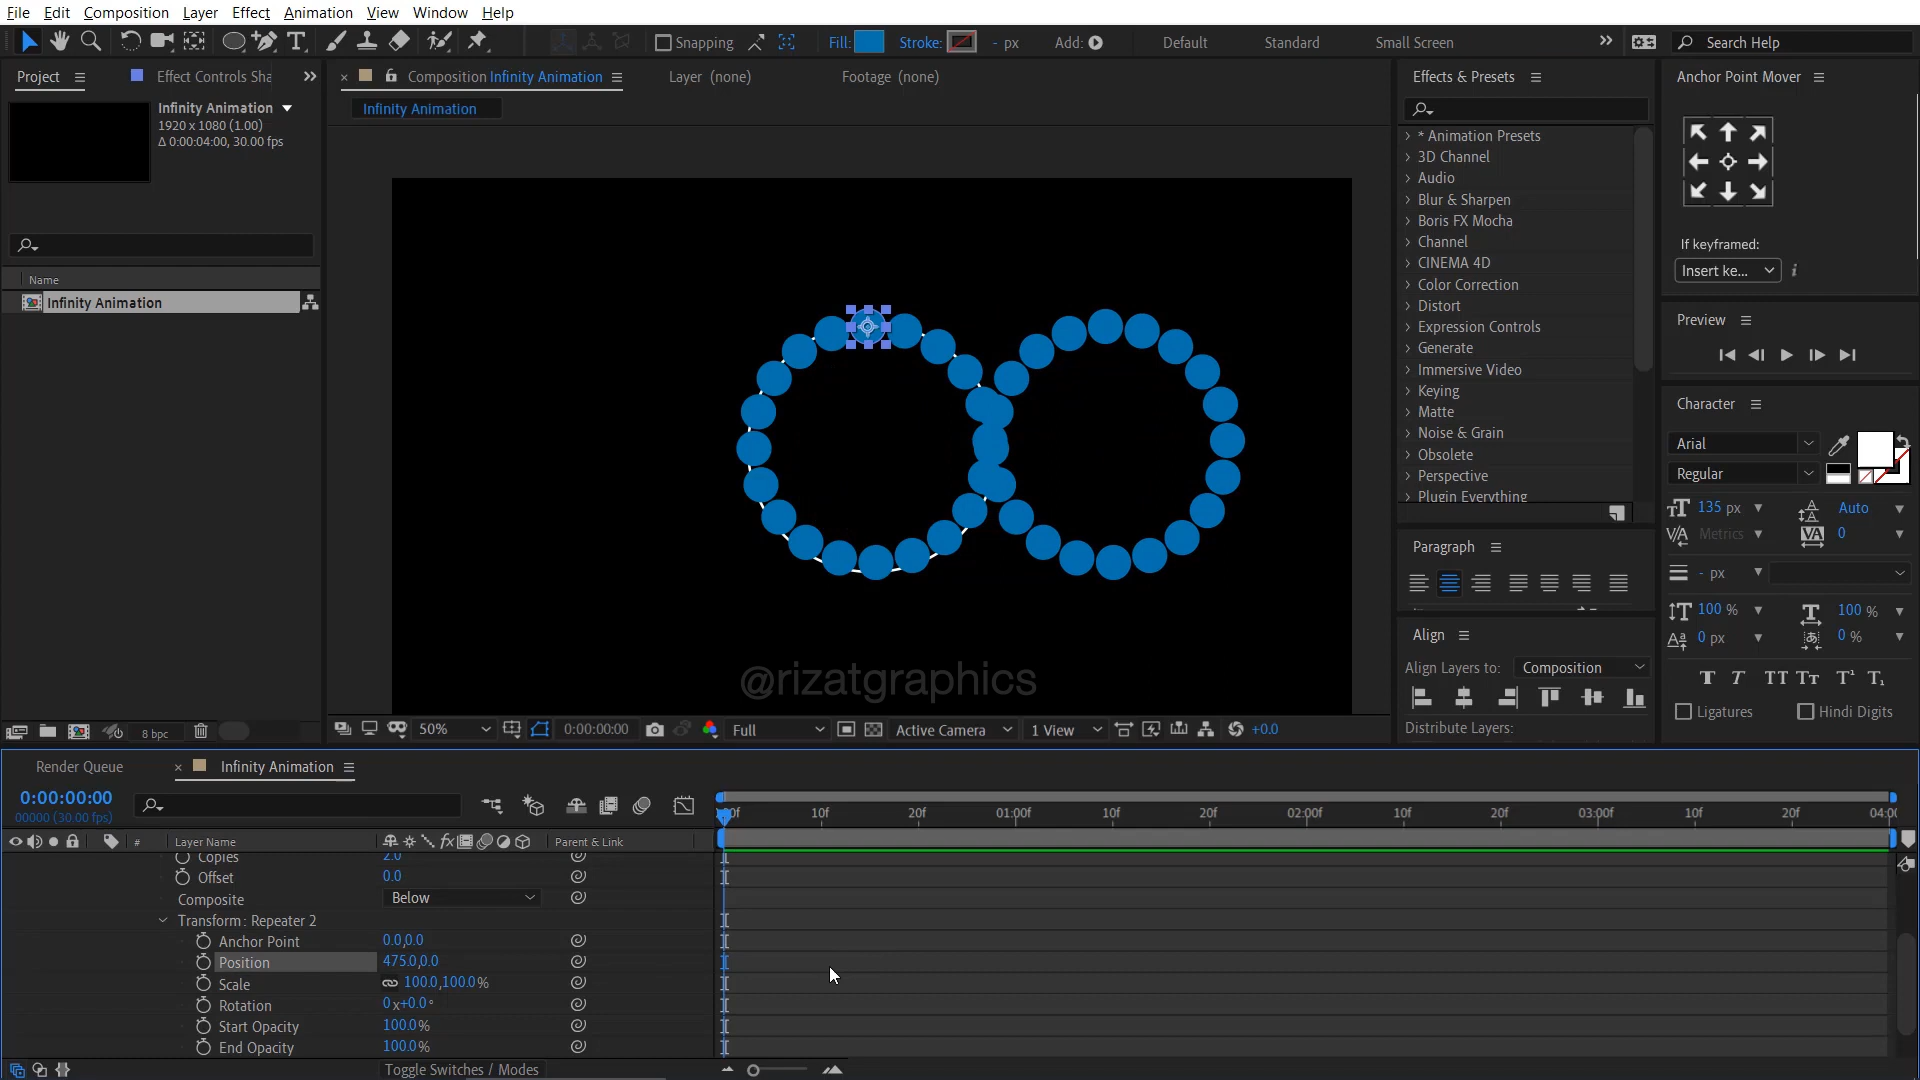 File Edit Composition Layer Effect Animation View Window Help
Snapping Fill: Stroke: - px Add: Default Standard Small Screen Search Help
Project Effect Controls Sha
Composition Infinity Animation Layer (none) Footage (none)
Effects & Presets Anchor Point Mover
Infinity Animation
1920 x 1080 (1.00)
Δ 0:00:04:00, 30.00 fps
Infinity Animation
Name
Infinity Animation
* Animation Presets
3D Channel
Audio
Blur & Sharpen
Boris FX Mocha
Channel
CINEMA 4D
Color Correction
Distort
Expression Controls
Generate
Immersive Video
Keying
Matte
Noise & Grain
Obsolete
Perspective
Plugin Everything
If keyframed:
Insert ke...
Preview
Character
Arial
Regular
135 px Auto
Metrics 0
- px
100 % 100 %
0 px 0 %
Ligatures Hindi Digits
Paragraph
Align
Align Layers to: Composition
Distribute Layers:
@rizatgraphics
8 bpc
50% 0:00:00:00 Full Active Camera 1 View +0.0
Render Queue Infinity Animation
0:00:00:00
00000 (30.00 fps)
:00f 10f 20f 01:00f 10f 20f 02:00f 10f 20f 03:00f 10f 20f 04:00
# Layer Name Parent & Link
Copies 2.0
Offset 0.0
Composite Below
Transform: Repeater 2
Anchor Point 0.0,0.0
Position 475.0,0.0
Scale 100.0,100.0%
Rotation 0x+0.0°
Start Opacity 100.0%
End Opacity 100.0%
Toggle Switches / Modes